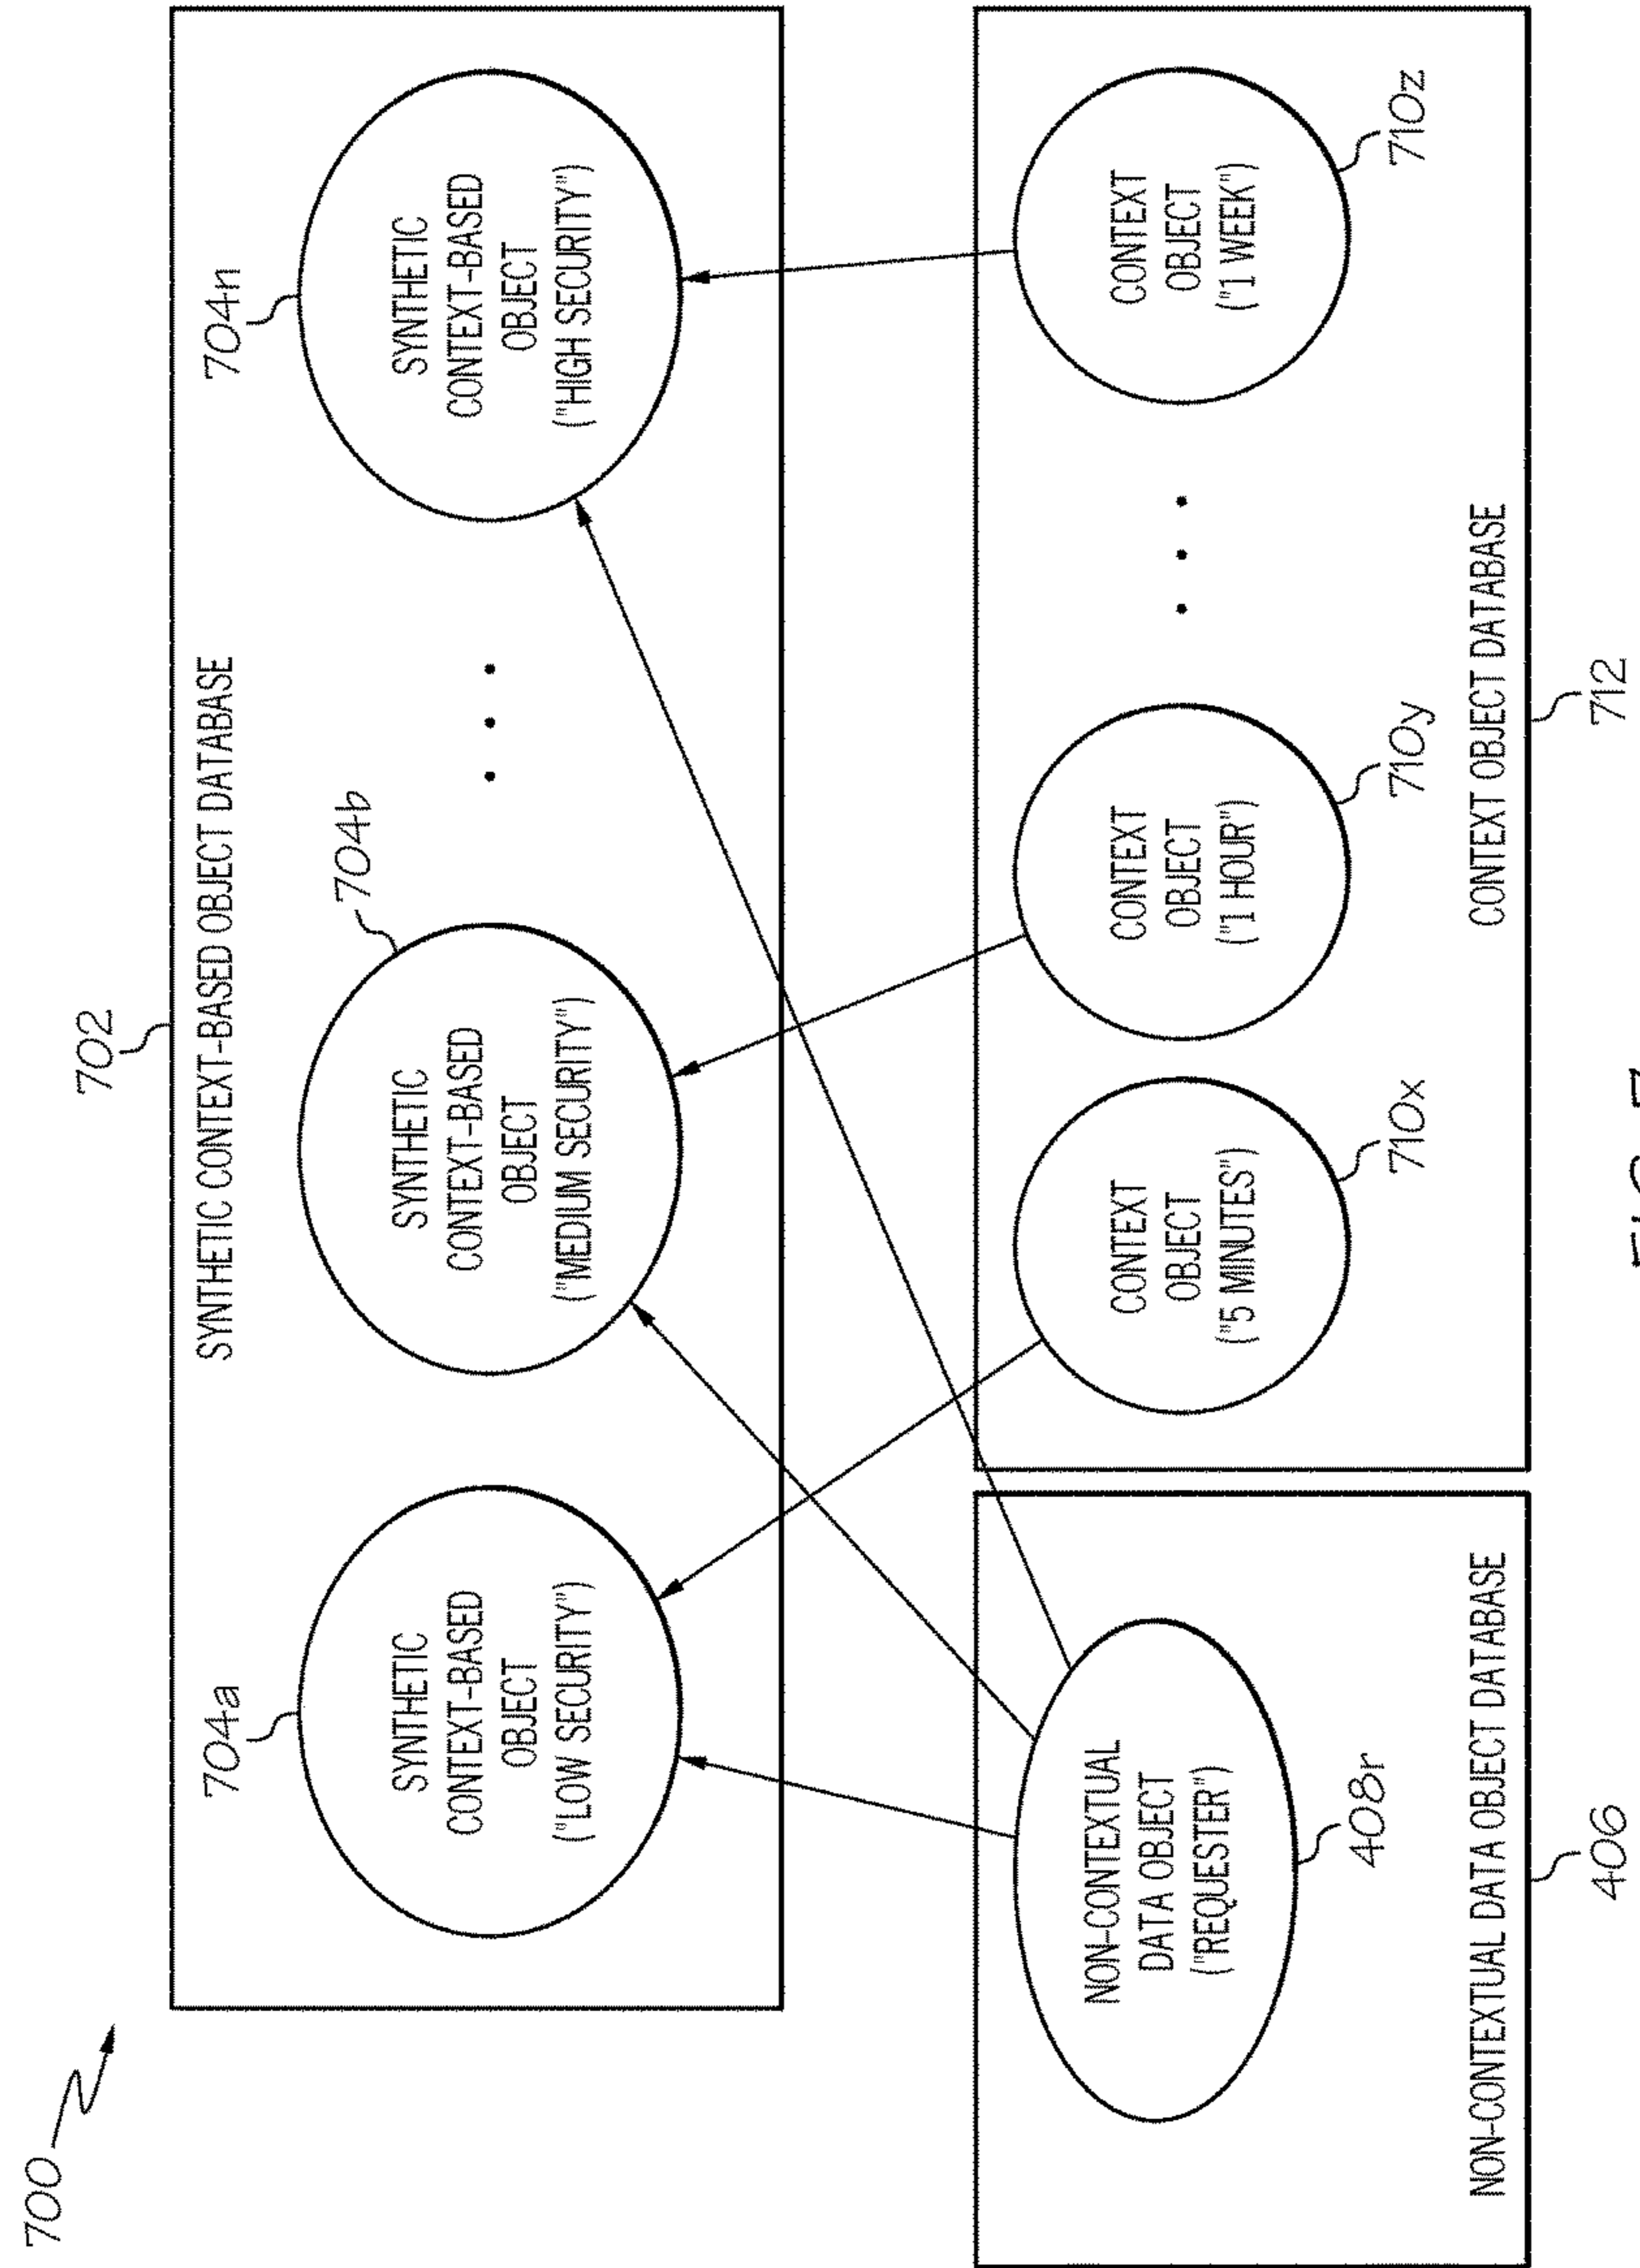 700
702
SYNTHETIC CONTEXT-BASED OBJECT DATABASE
704a
SYNTHETIC
CONTEXT-BASED
OBJECT
("LOW SECURITY")
704b
SYNTHETIC
CONTEXT-BASED
OBJECT
("MEDIUM SECURITY")
704n
SYNTHETIC
CONTEXT-BASED
OBJECT
("HIGH SECURITY")
NON-CONTEXTUAL
DATA OBJECT
("REQUESTER")
408r
NON-CONTEXTUAL DATA OBJECT DATABASE
406
CONTEXT
OBJECT
("5 MINUTES")
710x
CONTEXT
OBJECT
("1 HOUR")
710y
CONTEXT
OBJECT
("1 WEEK")
710z
CONTEXT OBJECT DATABASE
712